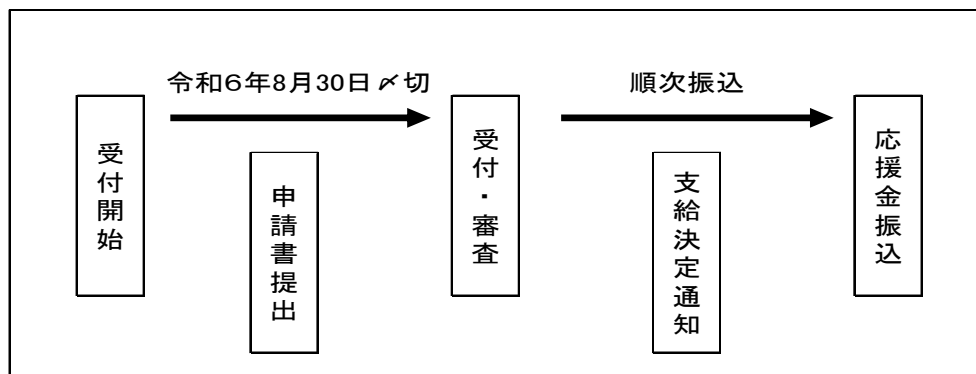 令和６年8月30日〆切
順次振込
受付開始
申請書提出
受付・審査
支給決定通知
応援金振込